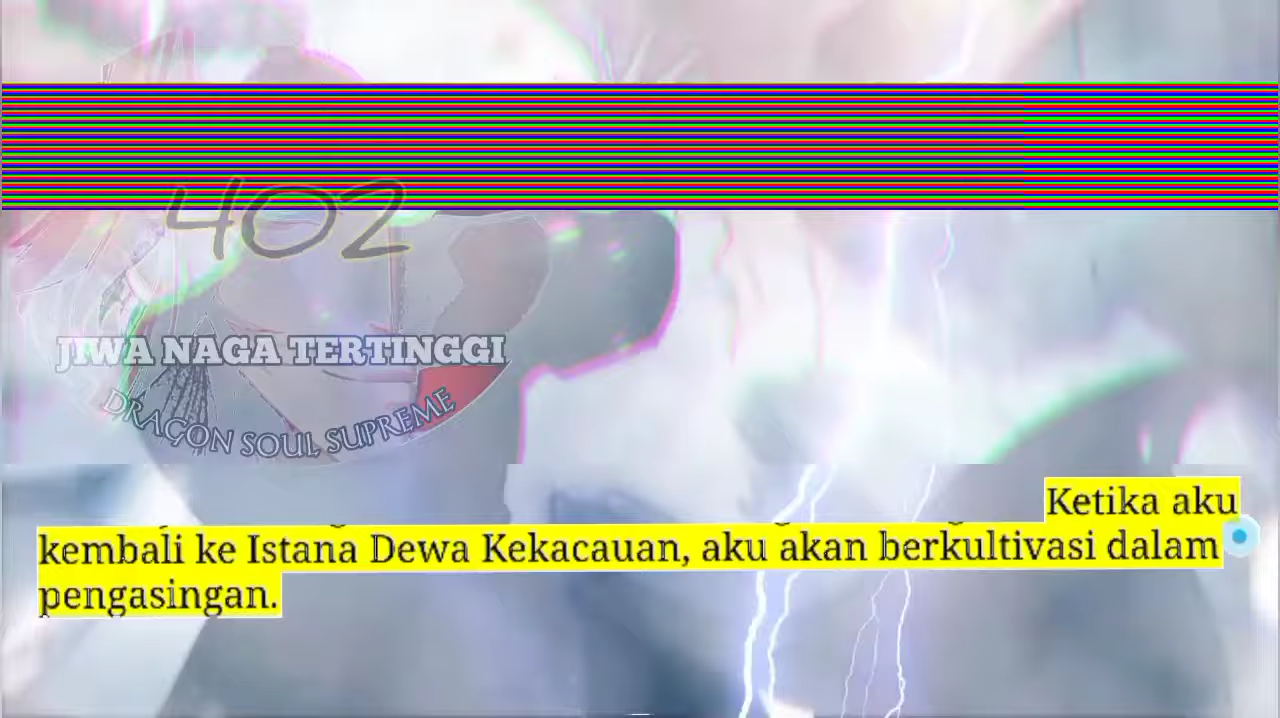 402
JIWA NAGA TERTINGGI
DRAGON SOUL SUPREME
Ketika aku
kembali ke Istana Dewa Kekacauan, aku akan berkultivasi dalam
pengasingan.